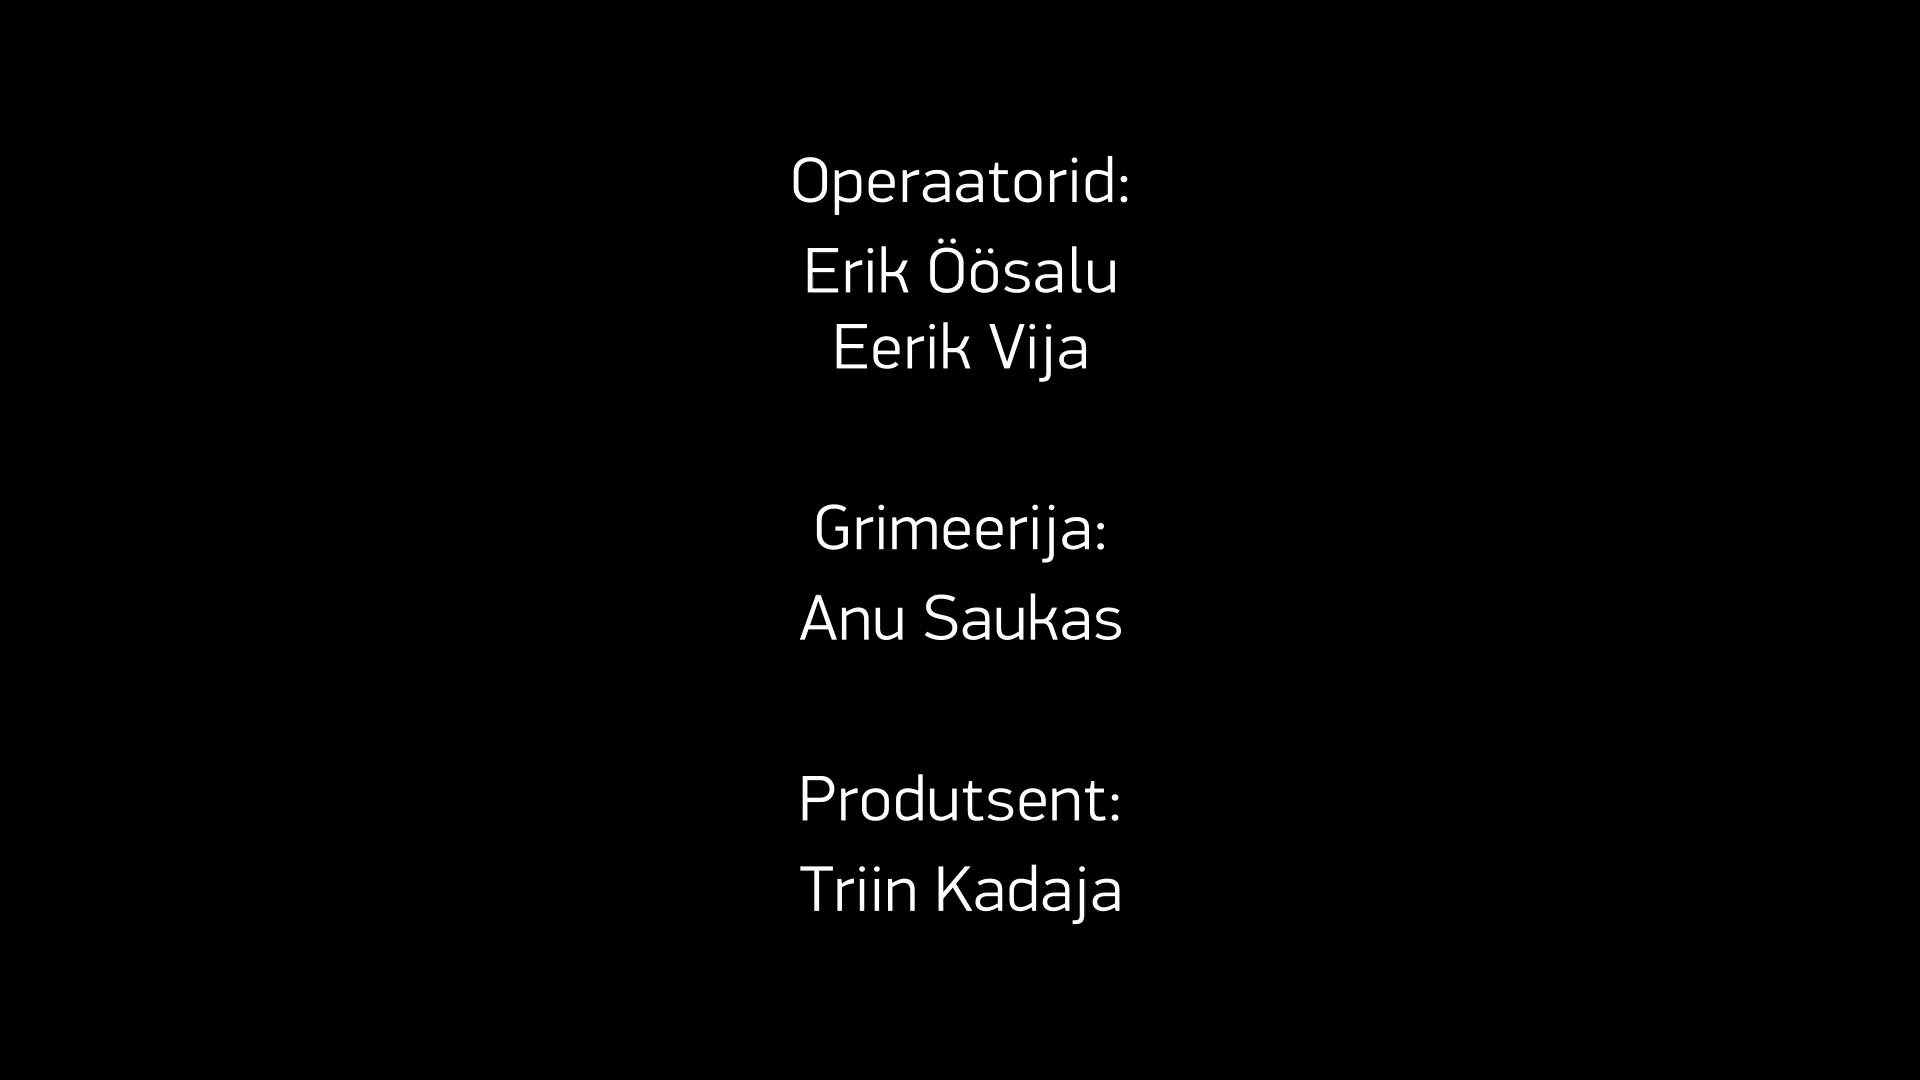 Operaatorid:
Erik Öösalu
Eerik Vija
Grimeerija:
Anu Saukas
Produtsent:
Triin Kadaja